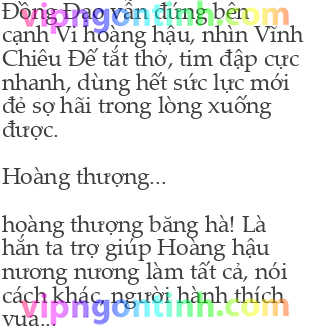 Đồng Dao vẫn đứng bên
cạnh Vi hoàng hậu, nhìn Vĩnh
Chiêu Đế tắt thở, tim đập cực
nhanh, dùng hết sức lực mới
đè sợ hãi trong lòng xuống
được.
Hoàng thượng...
hoàng thượng băng hà! Là
hắn ta trợ giúp Hoàng hậu
nương nương làm tất cả, nói
cách khác, người hành thích
vua...
vipngontinh.com
vipngontinh.com